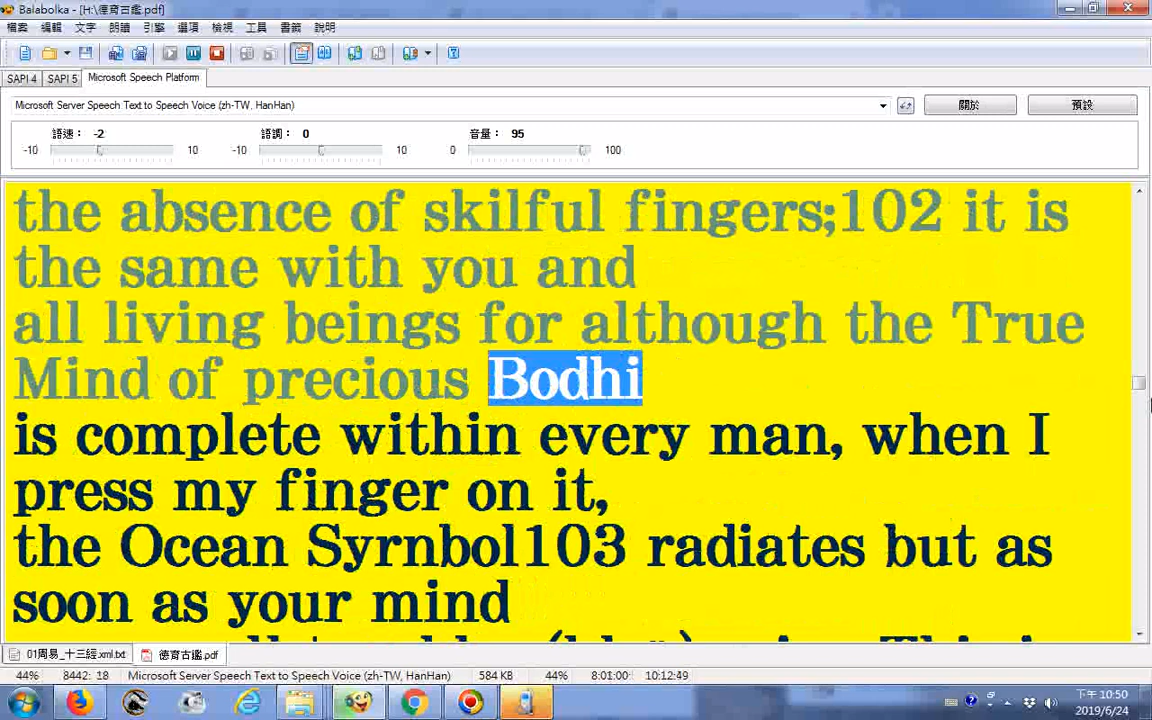 Balabolka - [H:\德育古鑑.pdf]
檔案 編輯 文字 朗讀 引擎 選項 檢視 工具 書籤 說明
SAPI 4 SAPI 5 Microsoft Speech Platform
Microsoft Server Speech Text to Speech Voice (zh-TW, HanHan) 關於 預設
語速： -2 語調： 0 音量： 95
-10 10 -10 10 0 100
the absence of skilful fingers;102 it is
the same with you and
all living beings for although the True
Mind of precious Bodhi
is complete within every man, when I
press my finger on it,
the Ocean Syrnbol103 radiates but as
soon as your mind
01周易_十三經.xml.txt 德育古鑑.pdf
44% 8442: 18 Microsoft Server Speech Text to Speech Voice (zh-TW, HanHan) 584 KB 44% 8:01:00 10:12:49
下午 10:50
2019/6/24